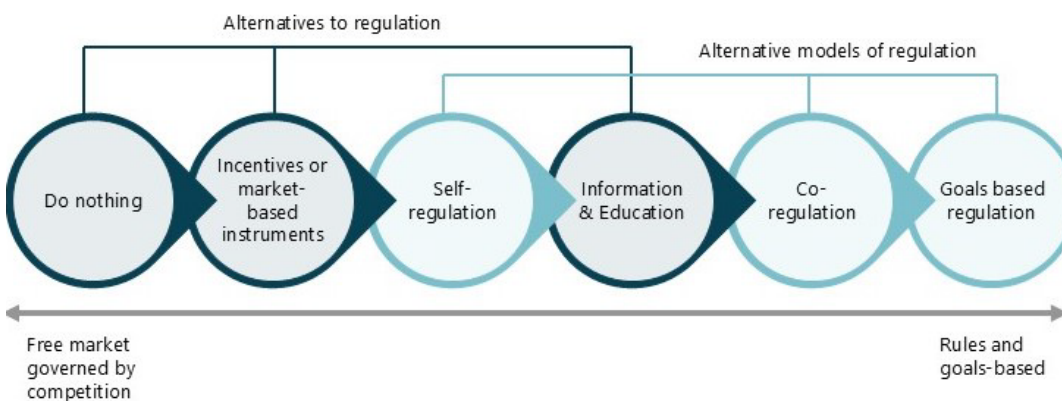 Alternatives to regulation
Alternative models of regulation
Do nothing
Incentives or
market-
based
instruments
Self-
regulation
Information
& Education
Co-
regulation
Goals based
regulation
Free market
governed by
competition
Rules and
goals-based